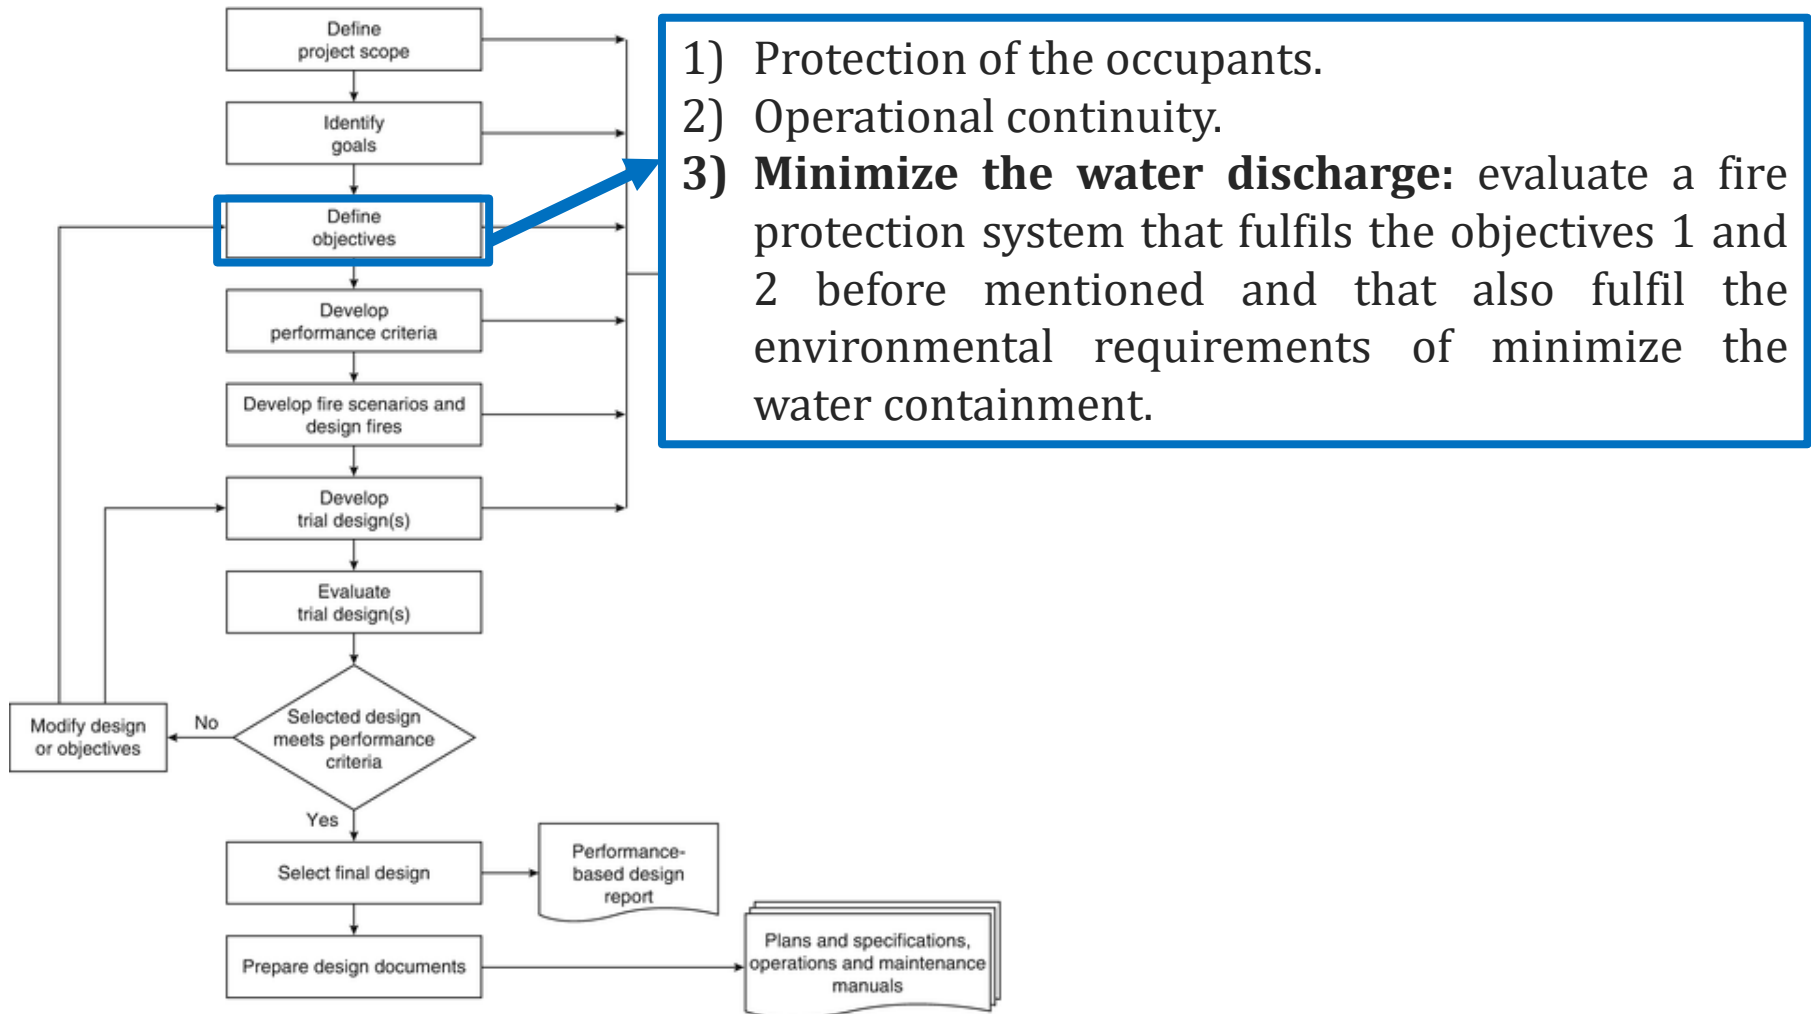 Define
project scope
Identify
goals
Define
objectives
Develop
performance criteria
Develop fire scenarios and
design fires
Develop
trial design(s)
Evaluate
trial design(s)
Selected design
meets performance
criteria
No
Modify design
or objectives
Yes
Select final design
Performance-
based design
report
Prepare design documents
Plans and specifications,
operations and maintenance
manuals
1) Protection of the occupants.
2) Operational continuity.
3) Minimize the water discharge: evaluate a fire
protection system that fulfils the objectives 1 and
2 before mentioned and that also fulfil the
environmental requirements of minimize the
water containment.